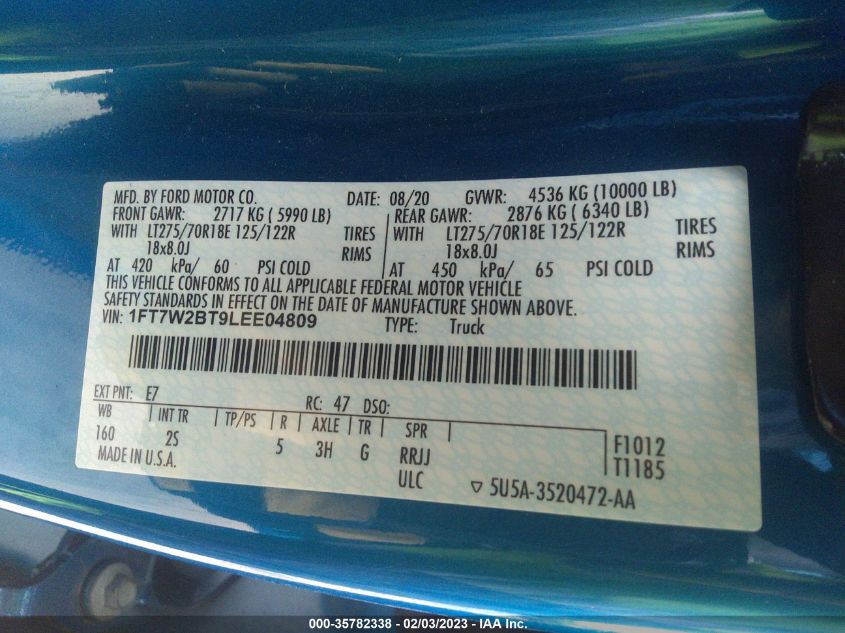 MFD. BY FORD MOTOR CO. DATE: 08/20 GVWR: 4536 KG (10000 LB)
FRONT GAWR: 2717 KG ( 5990 LB) REAR GAWR: 2876 KG ( 6340 LB)
WITH LT275/70R18E 125/122R TIRES WITH LT275/70R18E 125/122R TIRES
18x8.0J RIMS 18x8.0J RIMS
AT 420 kPa/ 60 PSI COLD AT 450 kPa/ 65 PSI COLD
THIS VEHICLE CONFORMS TO ALL APPLICABLE FEDERAL MOTOR VEHICLE
SAFETY STANDARDS IN EFFECT ON THE DATE OF MANUFACTURE SHOWN ABOVE.
VIN: 1FT7W2BT9LEE04809 TYPE: Truck
EXT PNT: E7 RC: 47 DSO:
WB INT TR TP/PS R AXLE TR SPR
160 2S 5 3H G RRJJ F1012
MADE IN U.S.A. ULC T1185
▽ 5U5A-3520472-AA
000-35782338 - 02/03/2023 - IAA Inc.